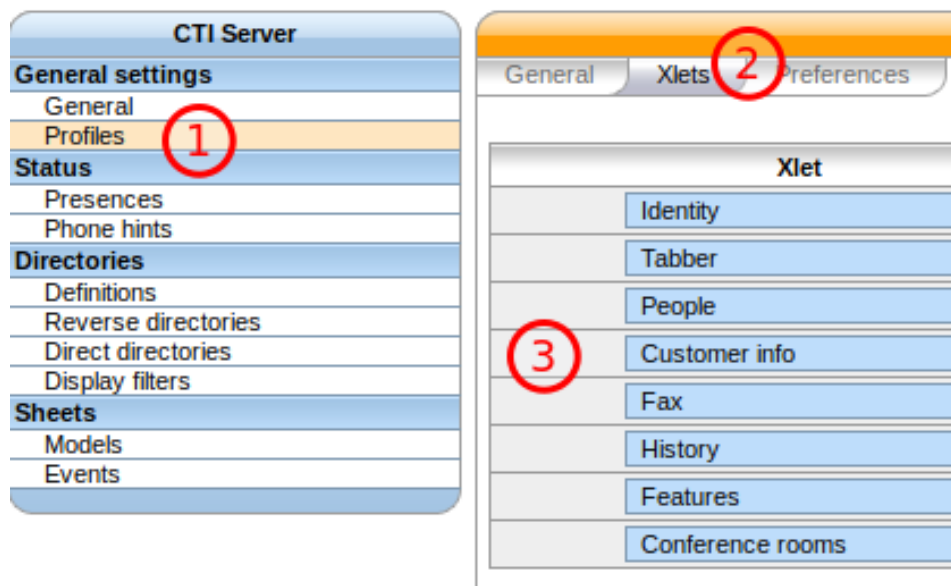 CTI Server
General settings
General
Profiles
1
Status
Presences
Phone hints
Directories
Definitions
Reverse directories
Direct directories
Display filters
Sheets
Models
Events
General Xlets 2 Preferences
Xlet
Identity
Tabber
People
3 Customer info
Fax
History
Features
Conference rooms